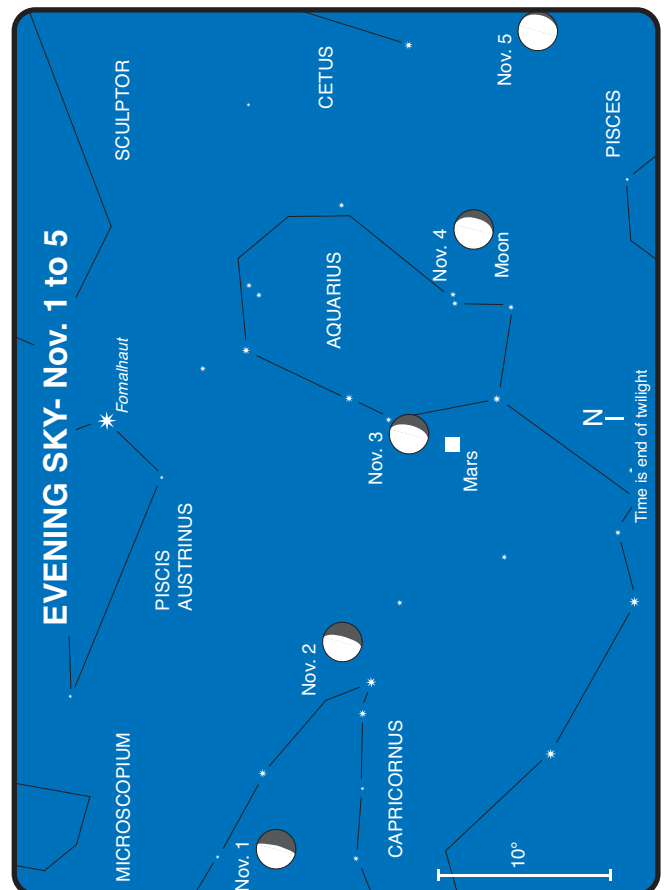 EVENING SKY- Nov. 1 to 5
SCULPTOR
CETUS
Nov. 5
Fomalhaut
PISCES
Nov. 4
Moon
AQUARIUS
PISCIS
AUSTRINUS
Nov. 3
Mars
N
Time is end of twilight
MICROSCOPIUM
Nov. 2
Nov. 1
CAPRICORNUS
10°